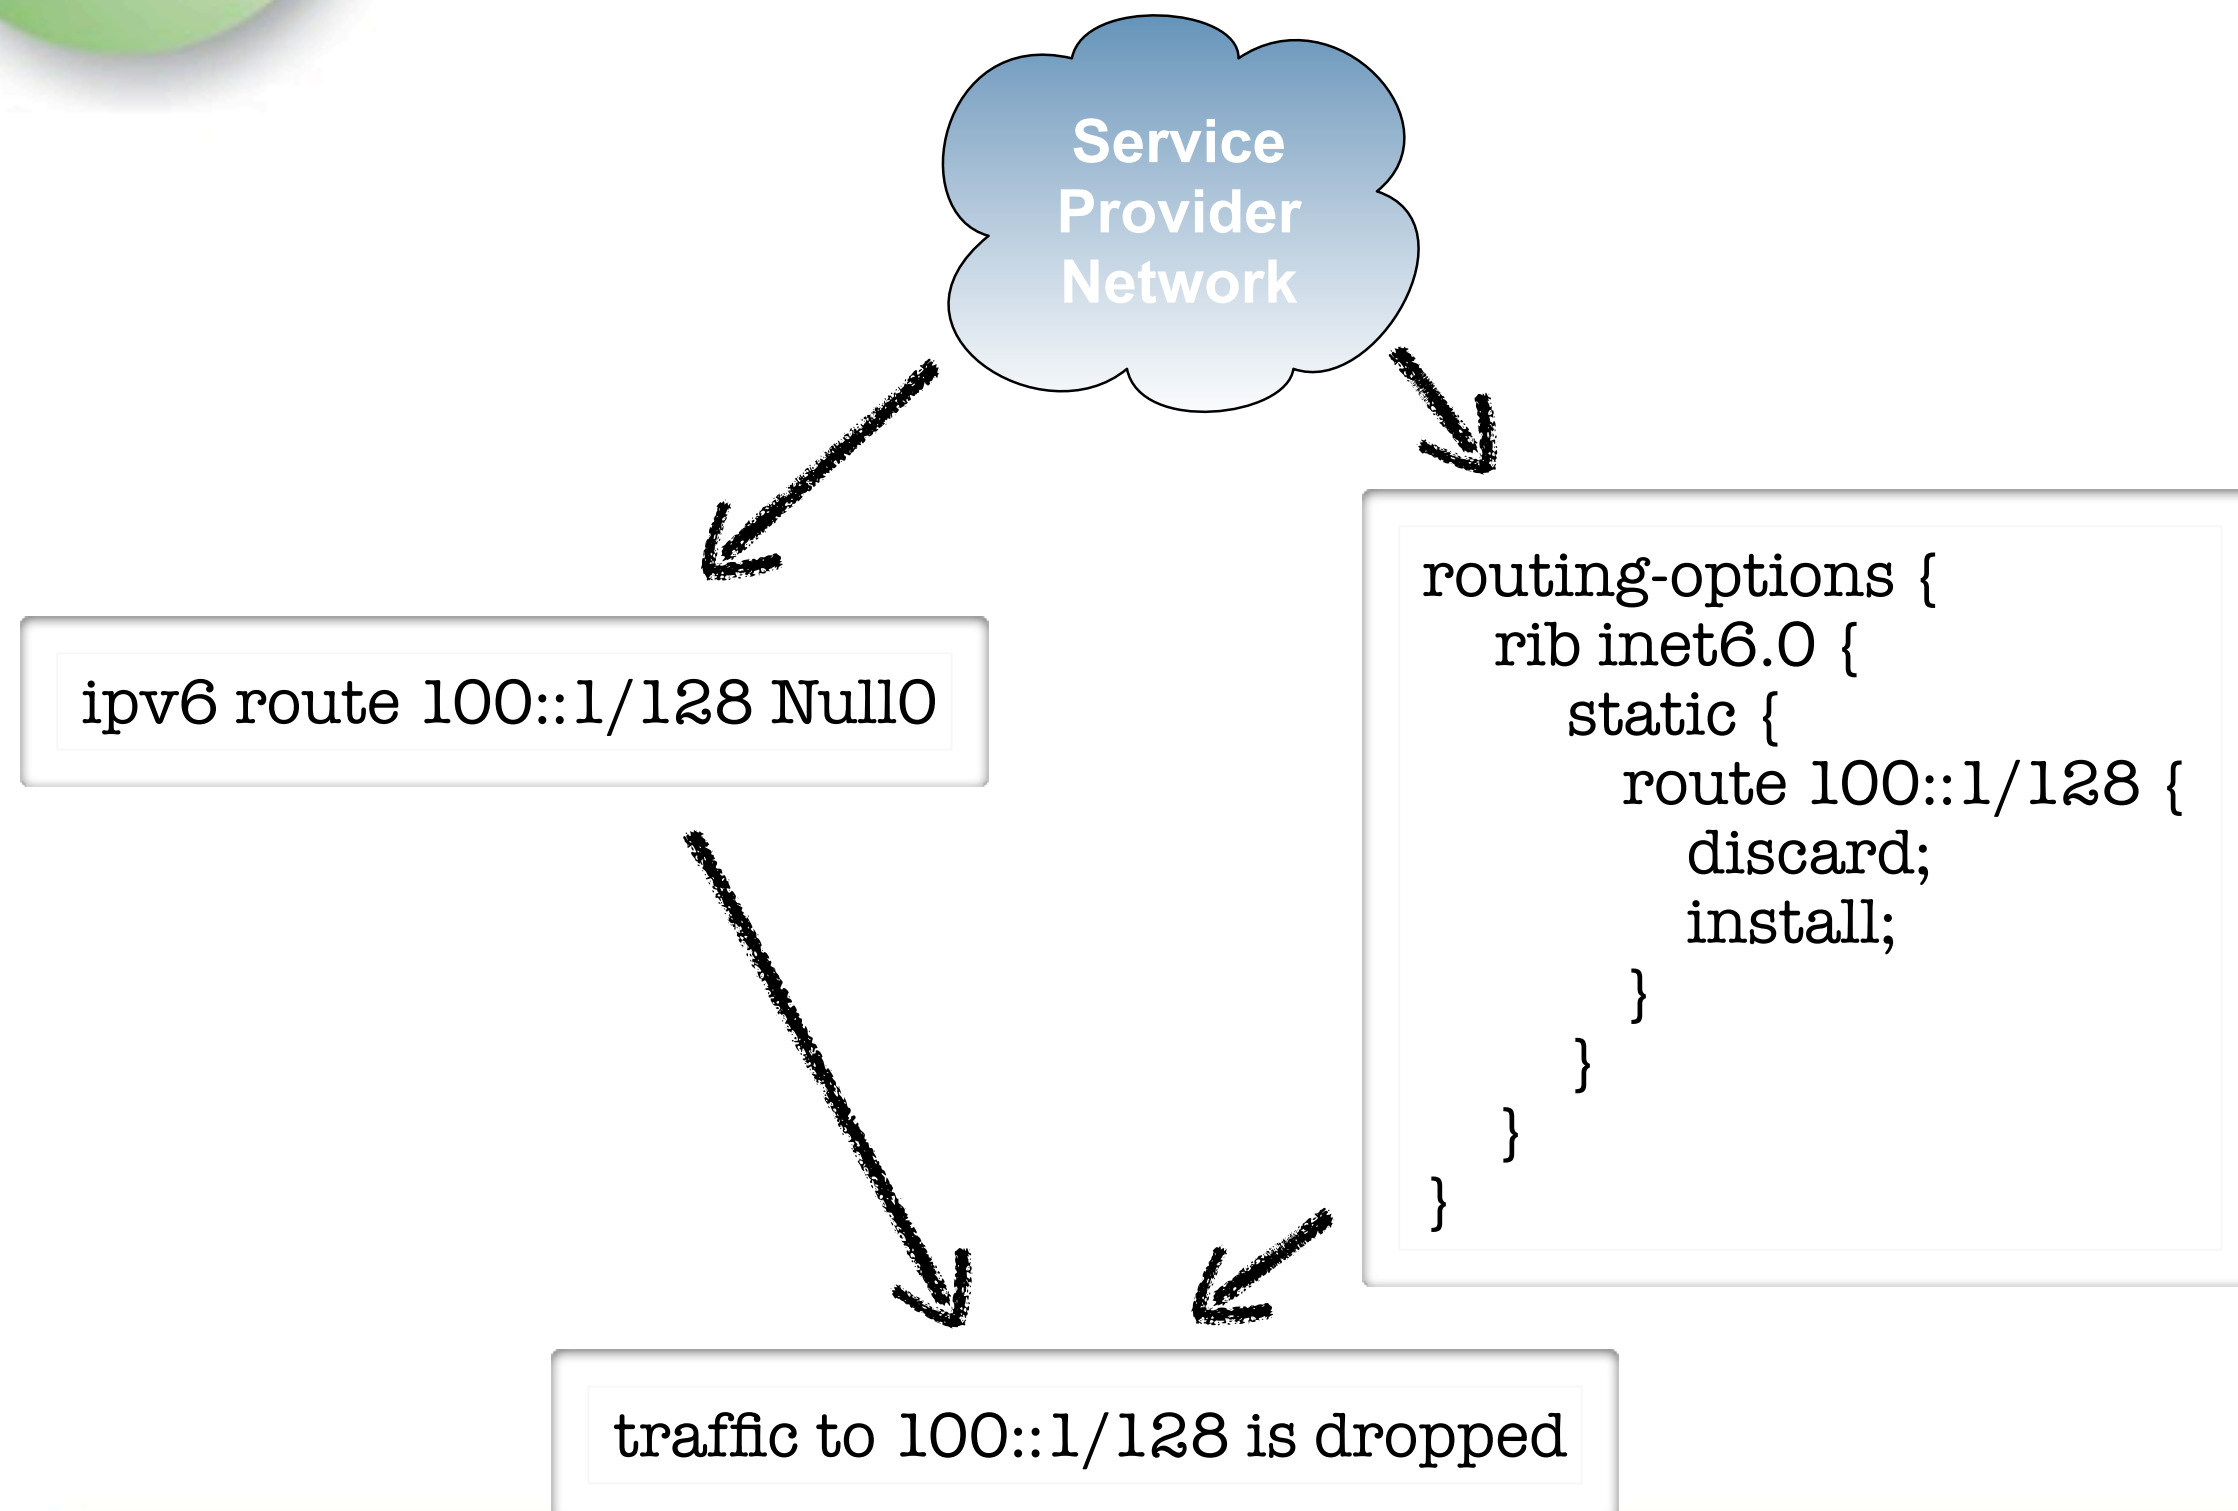 Service
Provider
Network
ipv6 route 100::1/128 Null0
routing-options {
rib inet6.0 {
static {
route 100::1/128 {
discard;
install;
}
}
}
}
traffic to 100::1/128 is dropped